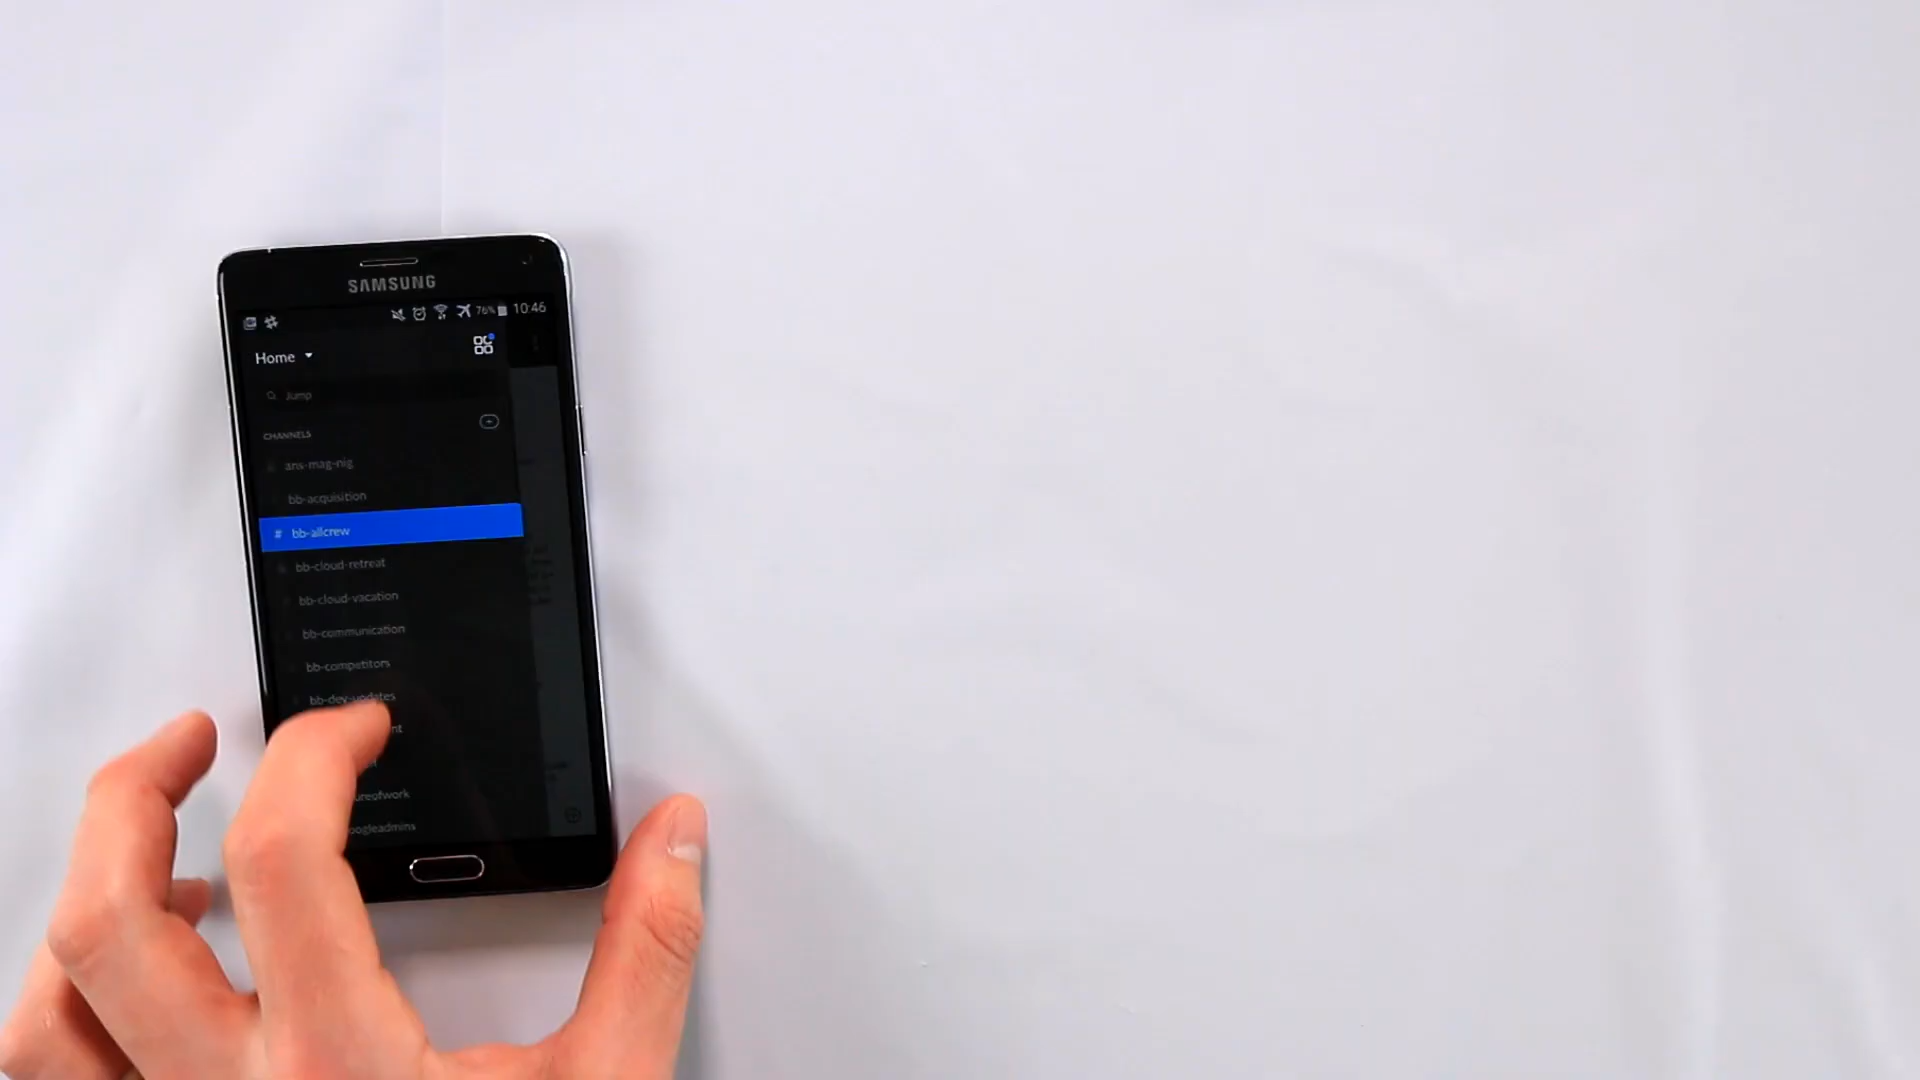 SAMSUNG
76% 10:46
Home
Jump
CHANNELS
ans-mag-nig
bb-acquisition
# bb-allcrew
bb-cloud-retreat
bb-cloud-vacation
bb-communication
bb-competitors
bb-dev-updates
nt
ureofwork
oogleadmins